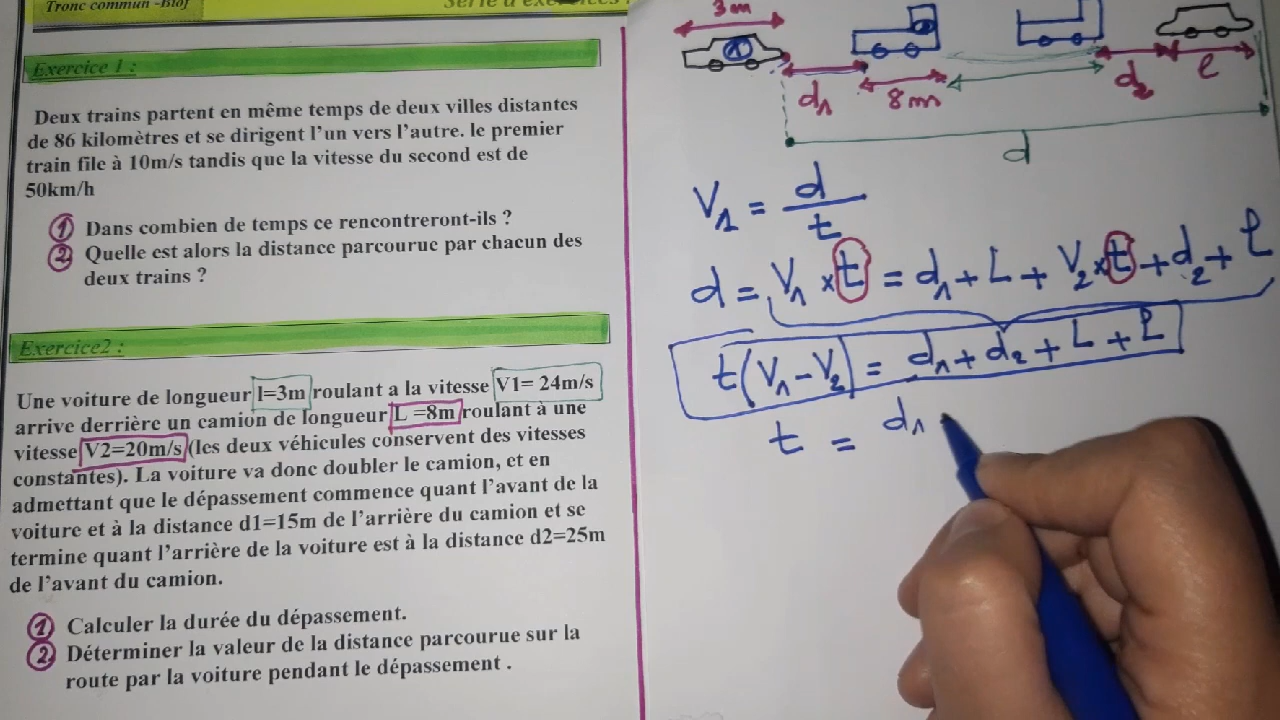 Tronc commun -Biof
Série d'exercices
Exercice 1 :
Deux trains partent en même temps de deux villes distantes
de 86 kilomètres et se dirigent l'un vers l'autre. le premier
train file à 10m/s tandis que la vitesse du second est de
50km/h
1 Dans combien de temps ce rencontreront-ils ?
2 Quelle est alors la distance parcourue par chacun des
deux trains ?
Exercice2 :
Une voiture de longueur l=3m roulant a la vitesse V1= 24m/s
arrive derrière un camion de longueur L =8m roulant à une
vitesse V2=20m/s (les deux véhicules conservent des vitesses
constantes). La voiture va donc doubler le camion, et en
admettant que le dépassement commence quant l'avant de la
voiture et à la distance d1=15m de l'arrière du camion et se
termine quant l'arrière de la voiture est à la distance d2=25m
de l'avant du camion.
1 Calculer la durée du dépassement.
2 Déterminer la valeur de la distance parcourue sur la
route par la voiture pendant le dépassement .
3m
1
d1 8m d2 l
d
V1 = d/t
d = V1 × t = d1 + L + V2 × t + d2 + l
t(V1 - V2) = d1 + d2 + L + l
t = d1